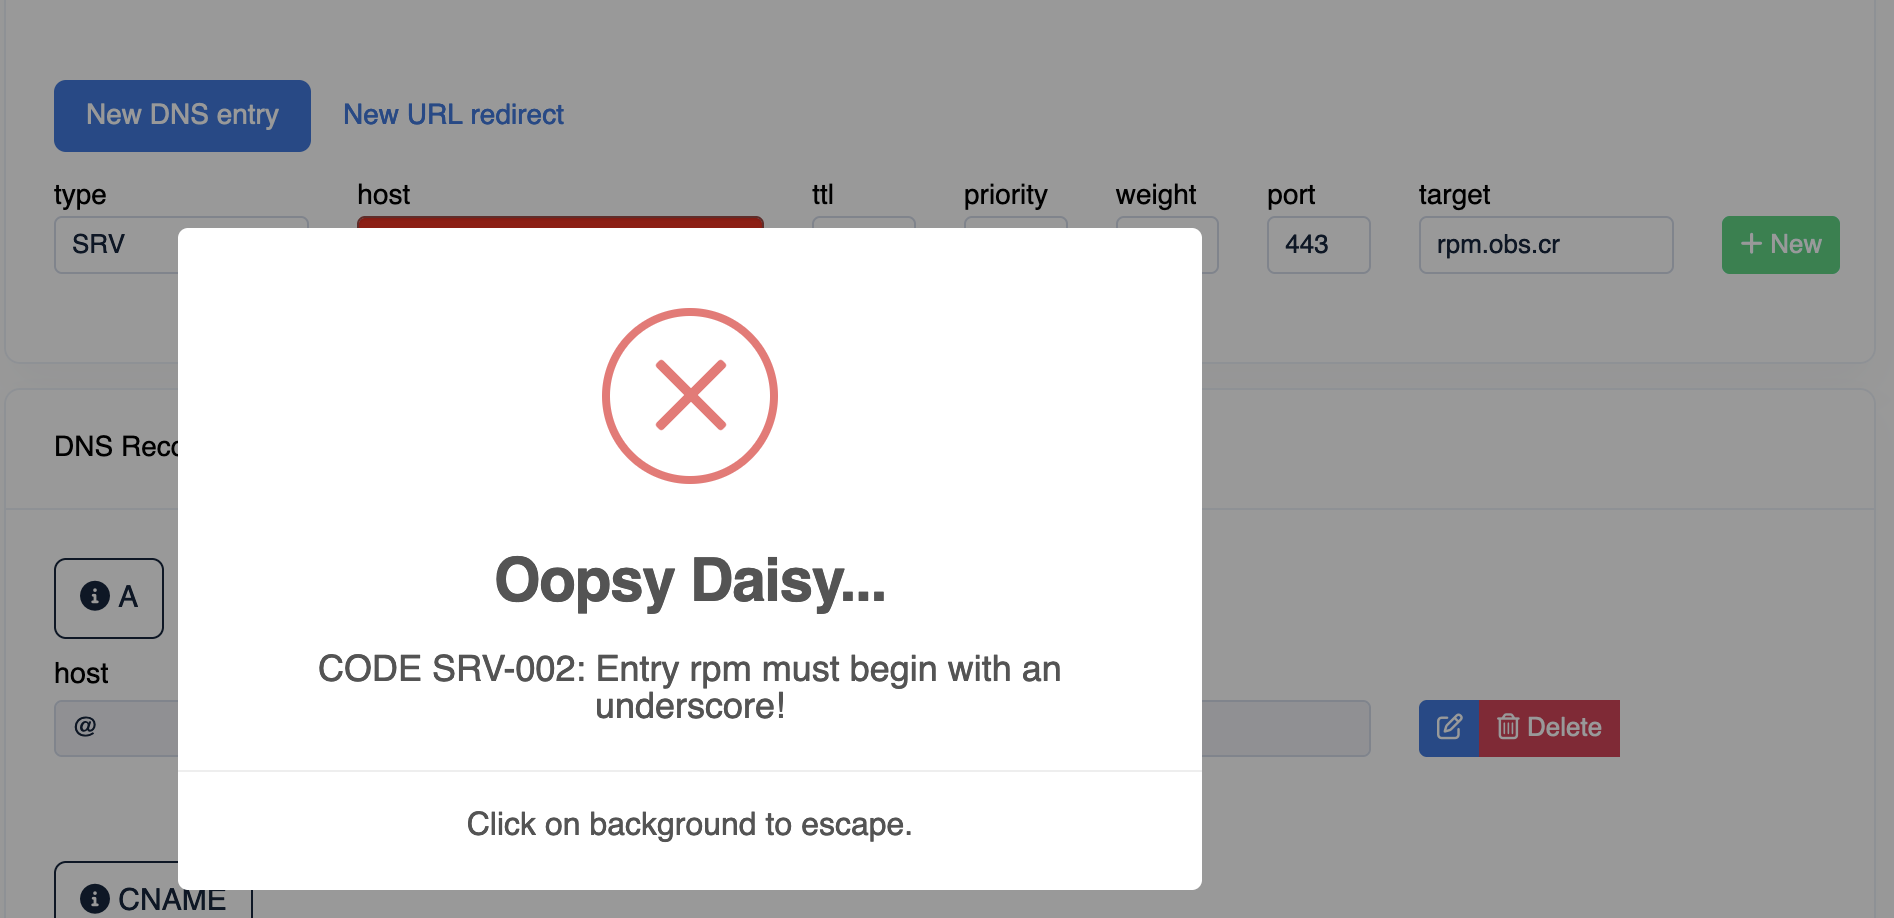 New DNS entry New URL redirect
type host ttl priority weight port target
SRV 443 rpm.obs.cr + New
Oopsy Daisy...
CODE SRV-002: Entry rpm must begin with an
underscore!
Click on background to escape.
DNS Reco
A
host
@ Delete
CNAME